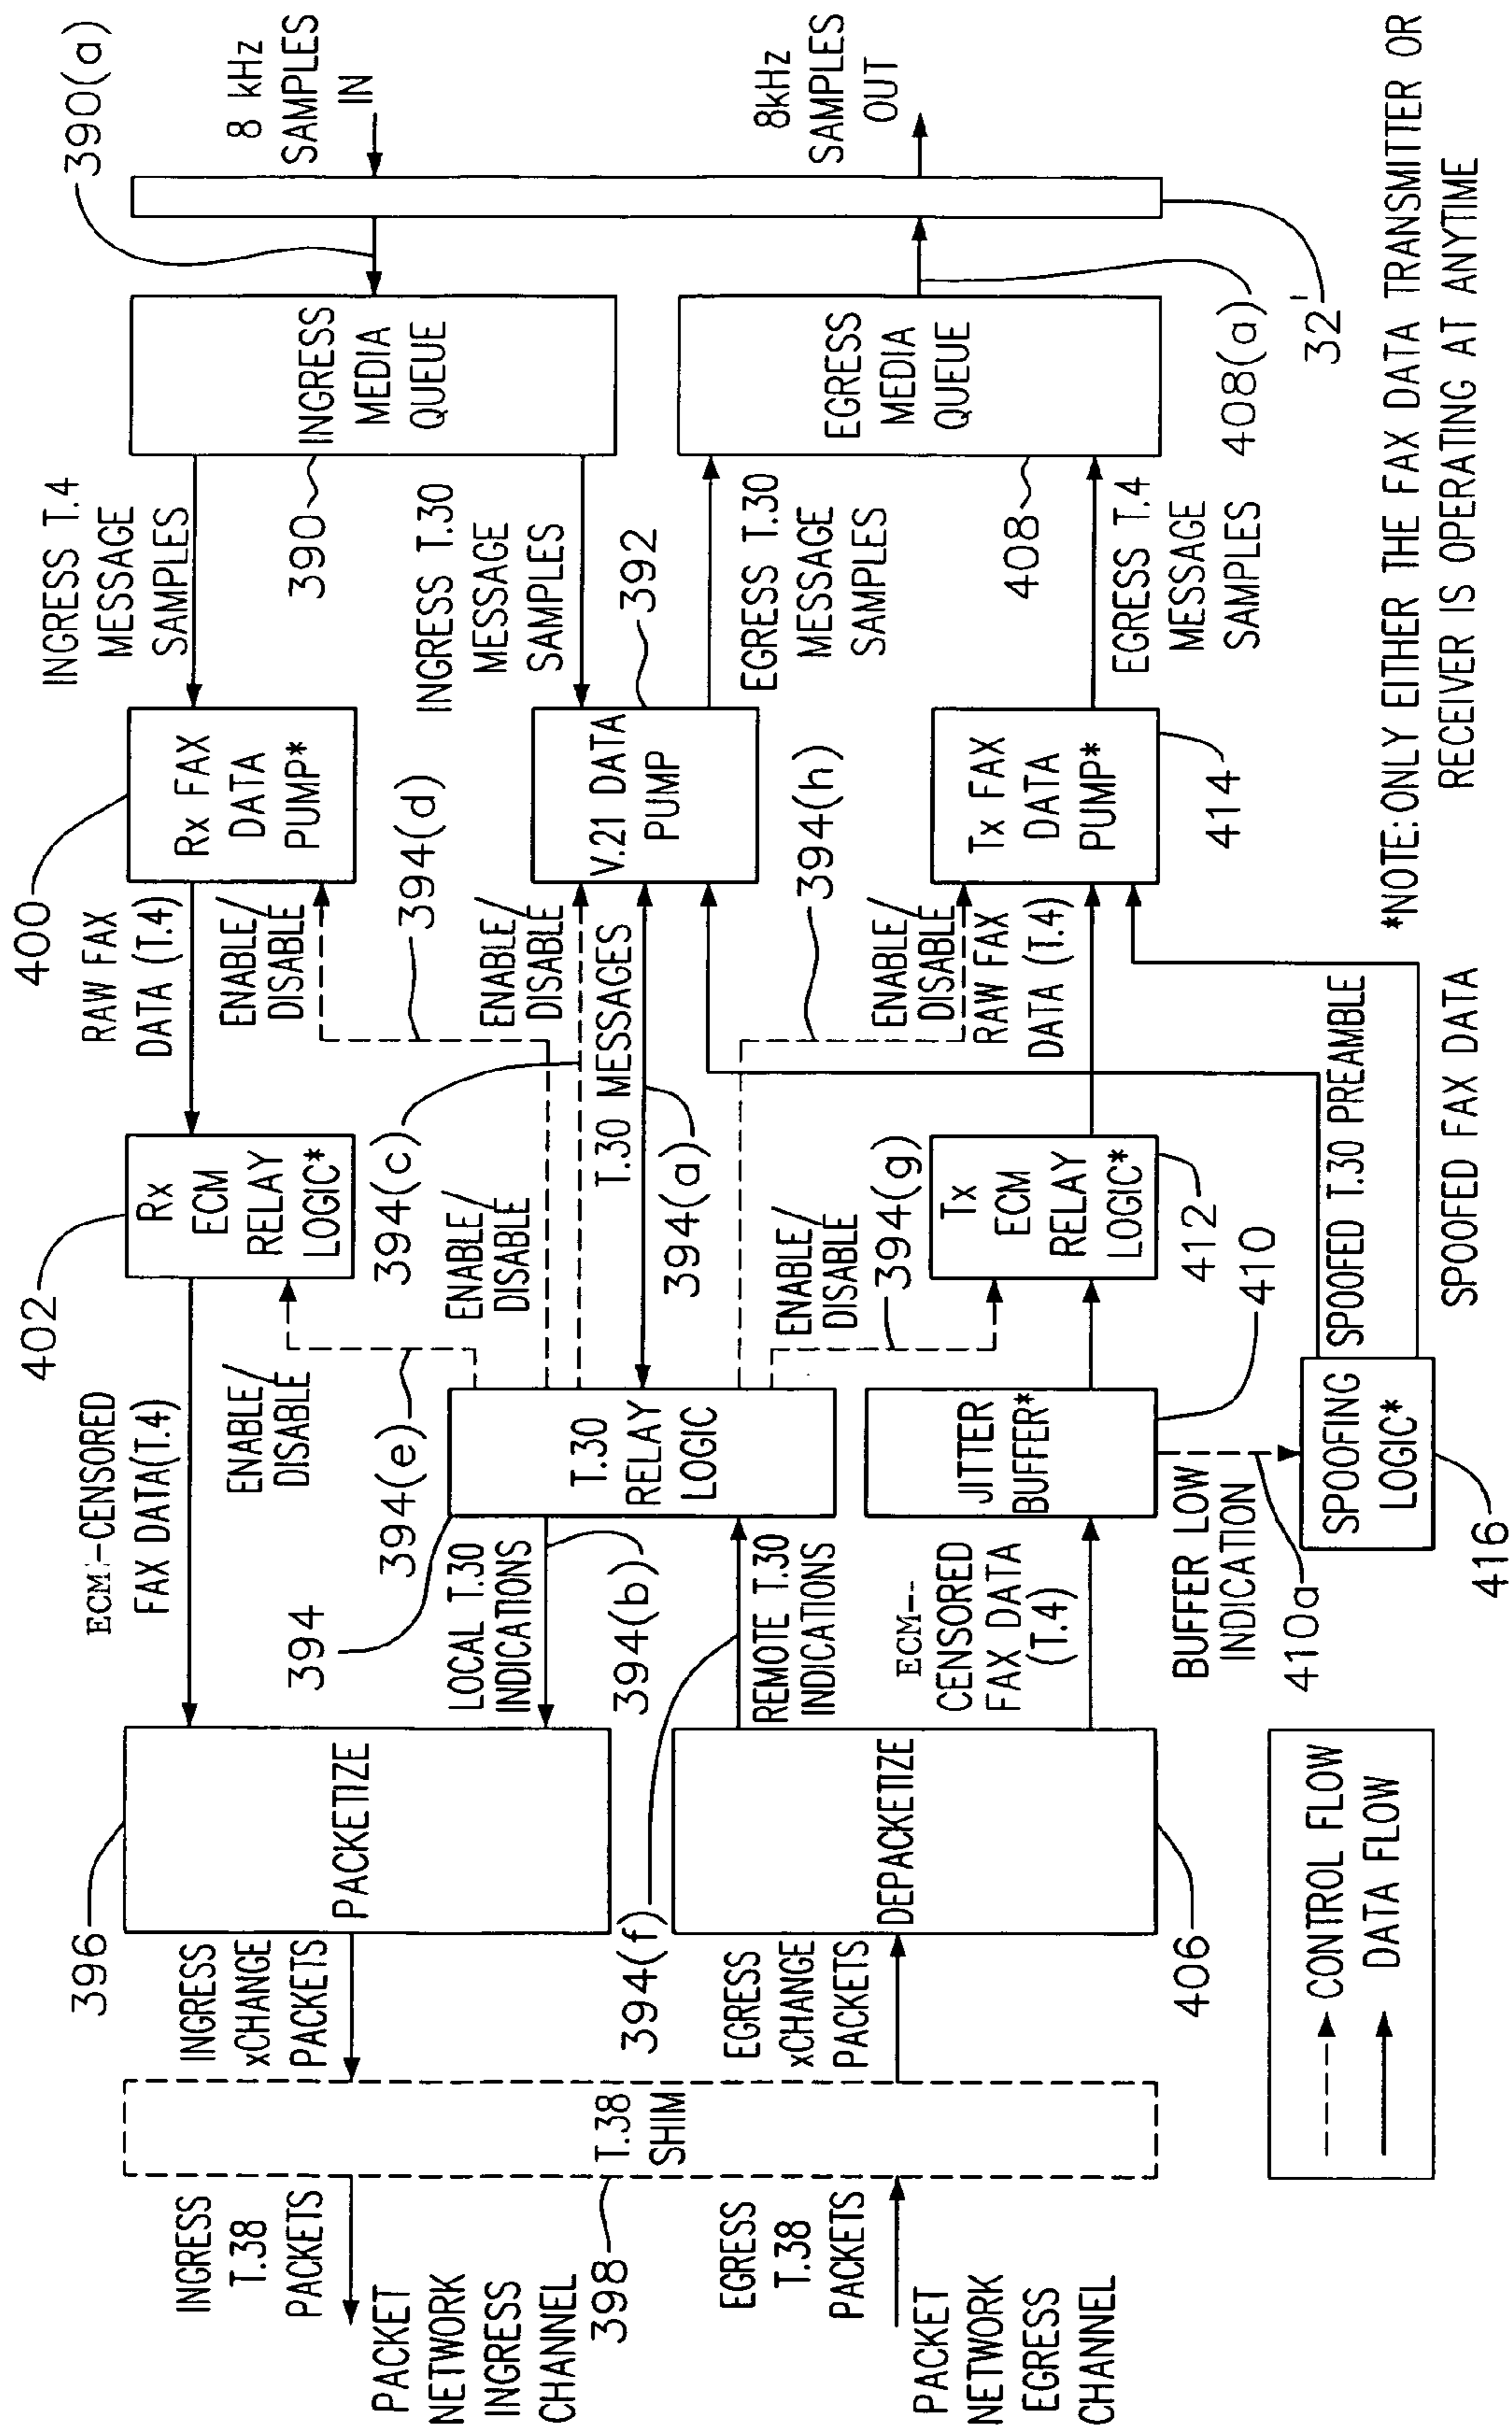 8 kHz
SAMPLES
IN
390(a)
8kHz
SAMPLES
OUT
32'
INGRESS
MEDIA
QUEUE
390
EGRESS
MEDIA
QUEUE
408
408(a)
INGRESS T.4
MESSAGE
SAMPLES
INGRESS T.30
MESSAGE
SAMPLES
392
EGRESS T.30
MESSAGE
SAMPLES
EGRESS T.4
MESSAGE
SAMPLES
400
Rx FAX
DATA
PUMP*
394(d)
V.21 DATA
PUMP
394(h)
Tx FAX
DATA
PUMP*
414
RAW FAX
DATA (T.4)
ENABLE/
DISABLE
ENABLE/
DISABLE
T.30 MESSAGES
ENABLE/
DISABLE
RAW FAX
DATA (T.4)
402
Rx
ECM
RELAY
LOGIC*
394(c)
ENABLE/
DISABLE
394(a)
ENABLE/
DISABLE
394(g)
Tx
ECM
RELAY
LOGIC*
412
410
SPOOFED T.30 PREAMBLE
SPOOFED FAX DATA
ECM-CENSORED
FAX DATA(T.4)
ENABLE/
DISABLE
394(e)
394
T.30
RELAY
LOGIC
JITTER
BUFFER*
SPOOFING
LOGIC*
416
LOCAL T.30
INDICATIONS
394(b)
REMOTE T.30
INDICATIONS
ECM-
CENSORED
FAX DATA
(T.4)
BUFFER LOW
INDICATION
410a
396
PACKETIZE
394(f)
DEPACKETIZE
406
INGRESS
xCHANGE
PACKETS
EGRESS
xCHANGE
PACKETS
T.38
SHIM
398
INGRESS
T.38
PACKETS
PACKET
NETWORK
INGRESS
CHANNEL
EGRESS
T.38
PACKETS
PACKET
NETWORK
EGRESS
CHANNEL
CONTROL FLOW
DATA FLOW
*NOTE:ONLY EITHER THE FAX DATA TRANSMITTER OR
RECEIVER IS OPERATING AT ANYTIME